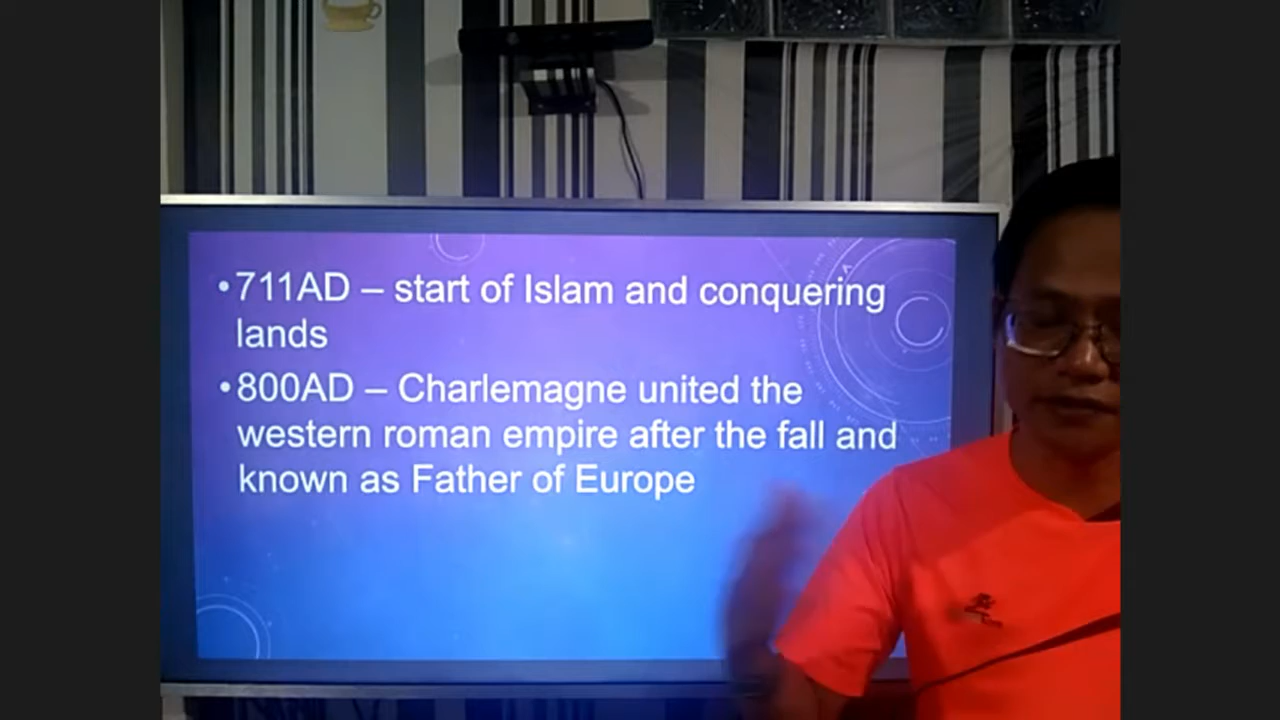 •711AD – start of Islam and conquering
lands
•800AD – Charlemagne united the
western roman empire after the fall and
known as Father of Europe